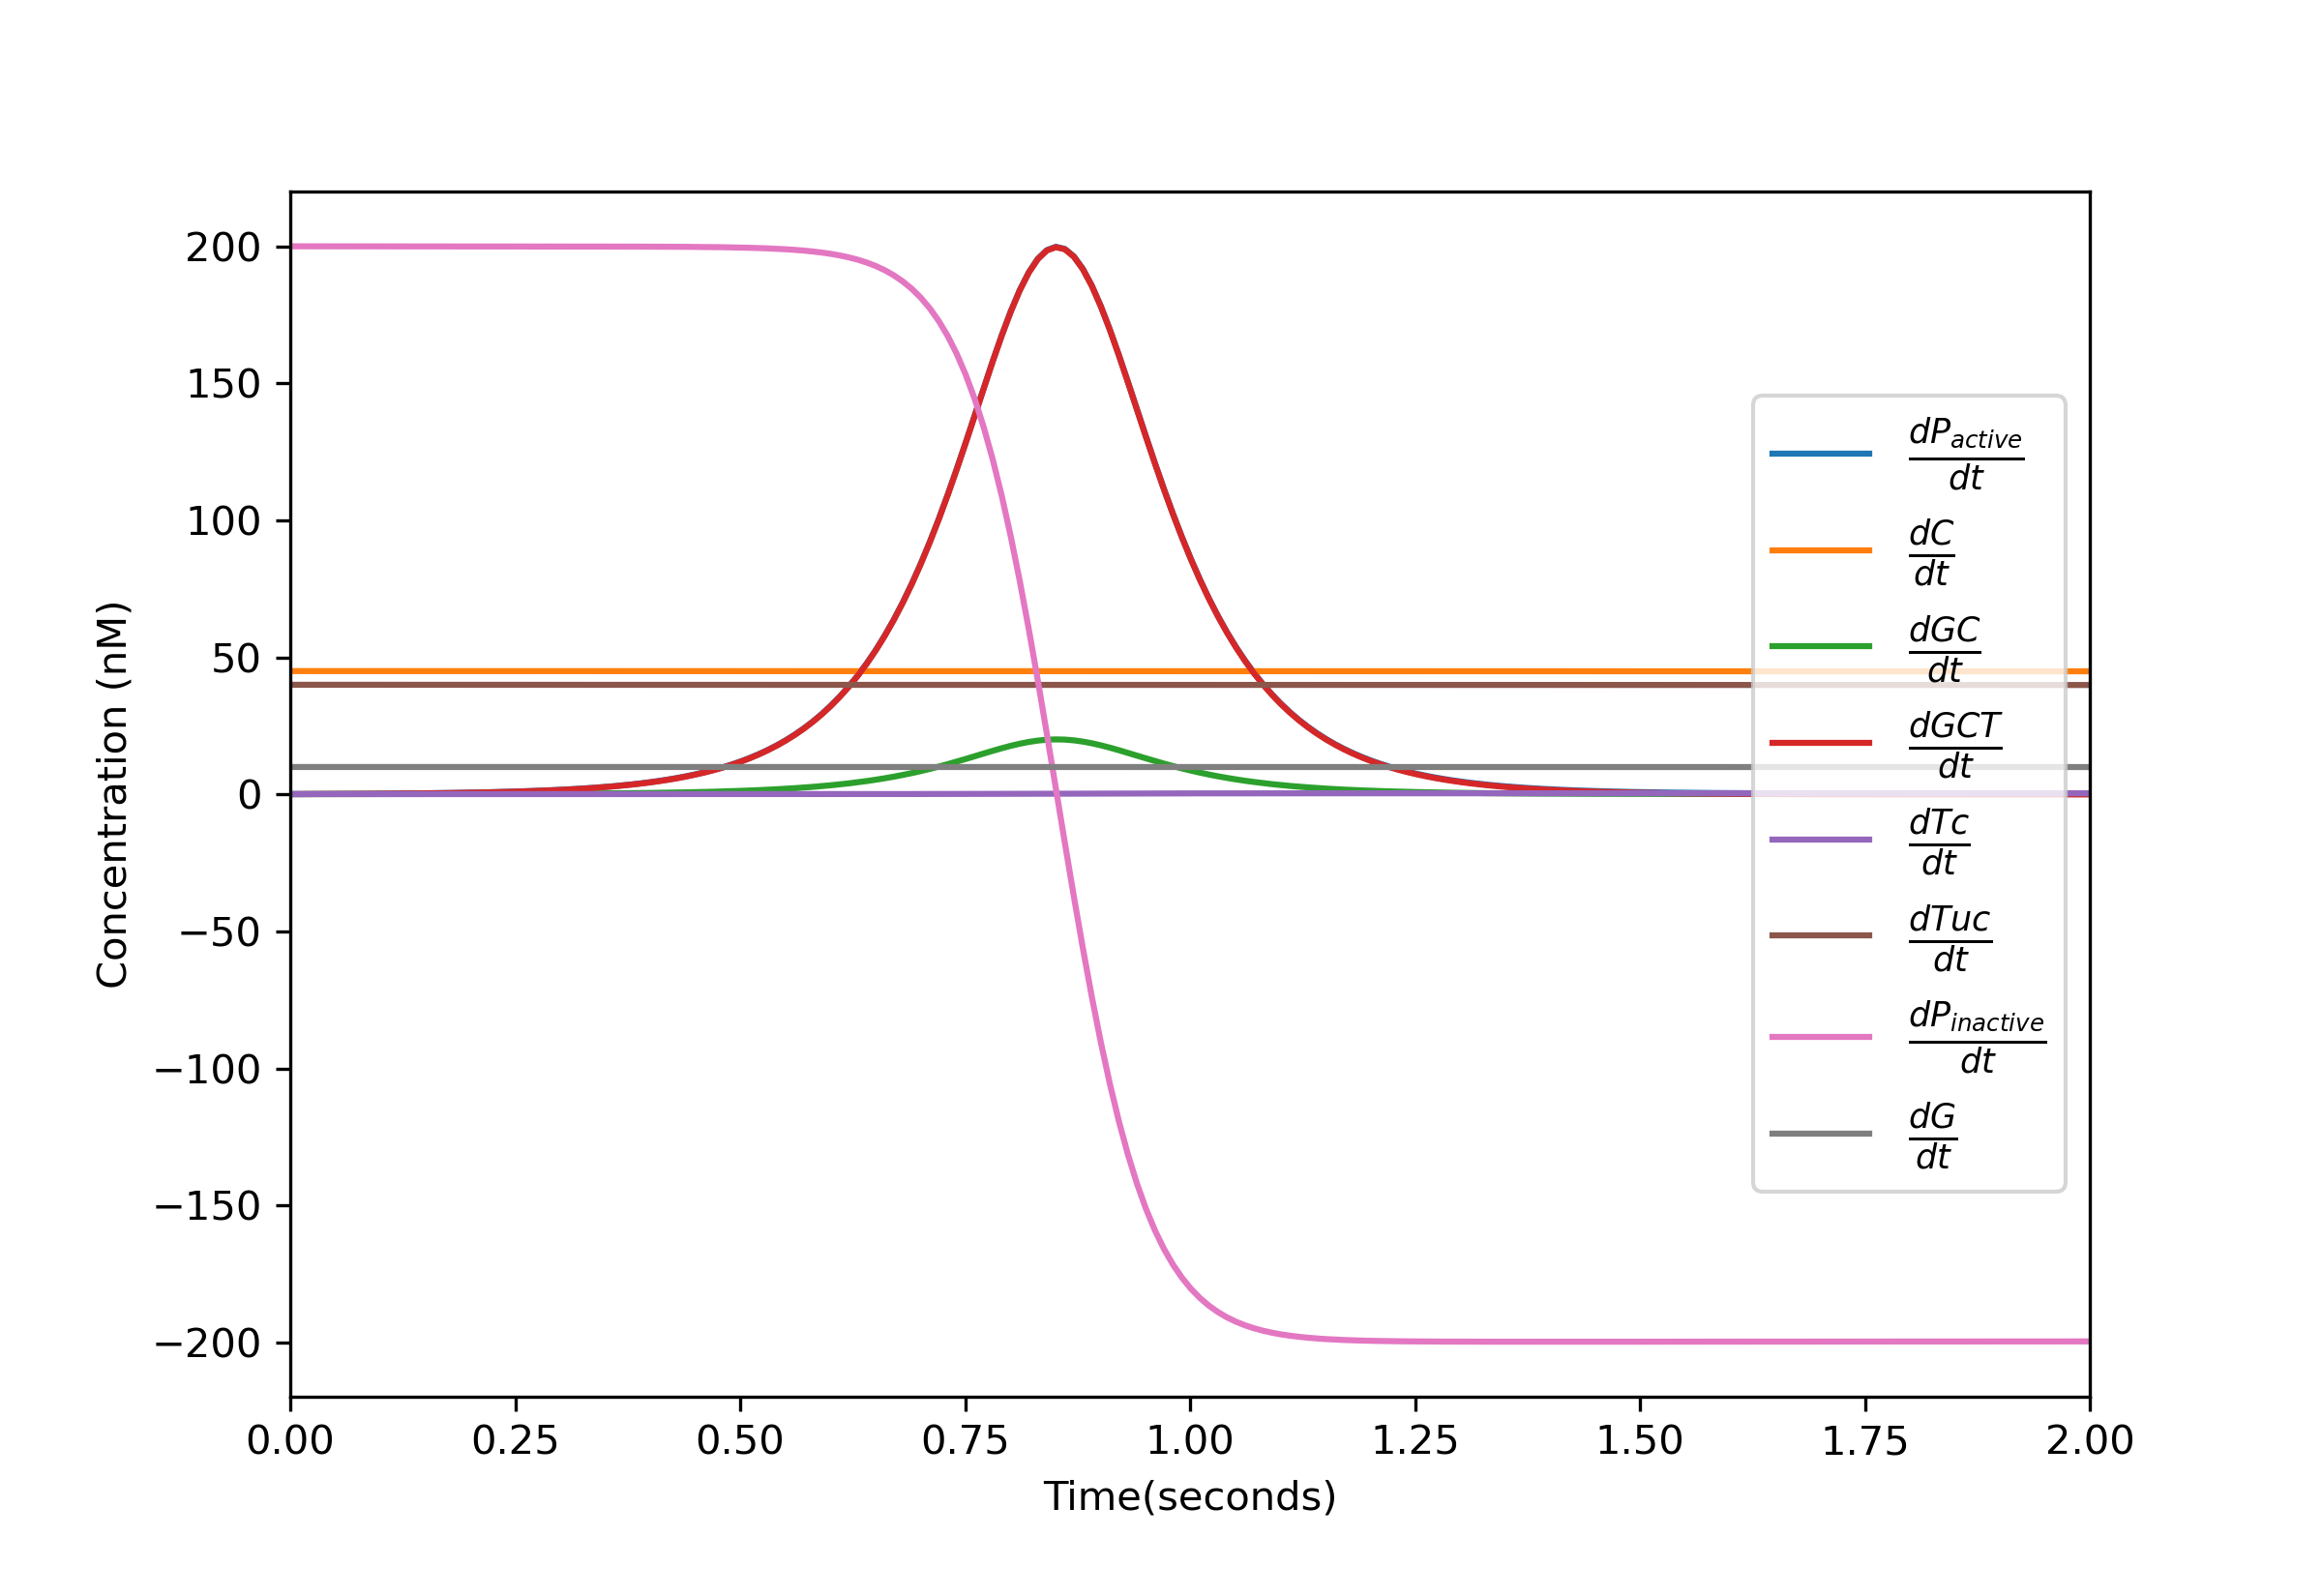 200
150
100
50
0
−50
−100
−150
−200
Concentration (nM)
0.00 0.25 0.50 0.75 1.00 1.25 1.50 1.75 2.00
Time(seconds)
dP_active
dt
dC
dt
dGC
dt
dGCT
dt
dTc
dt
dTuc
dt
dP_inactive
dt
dG
dt